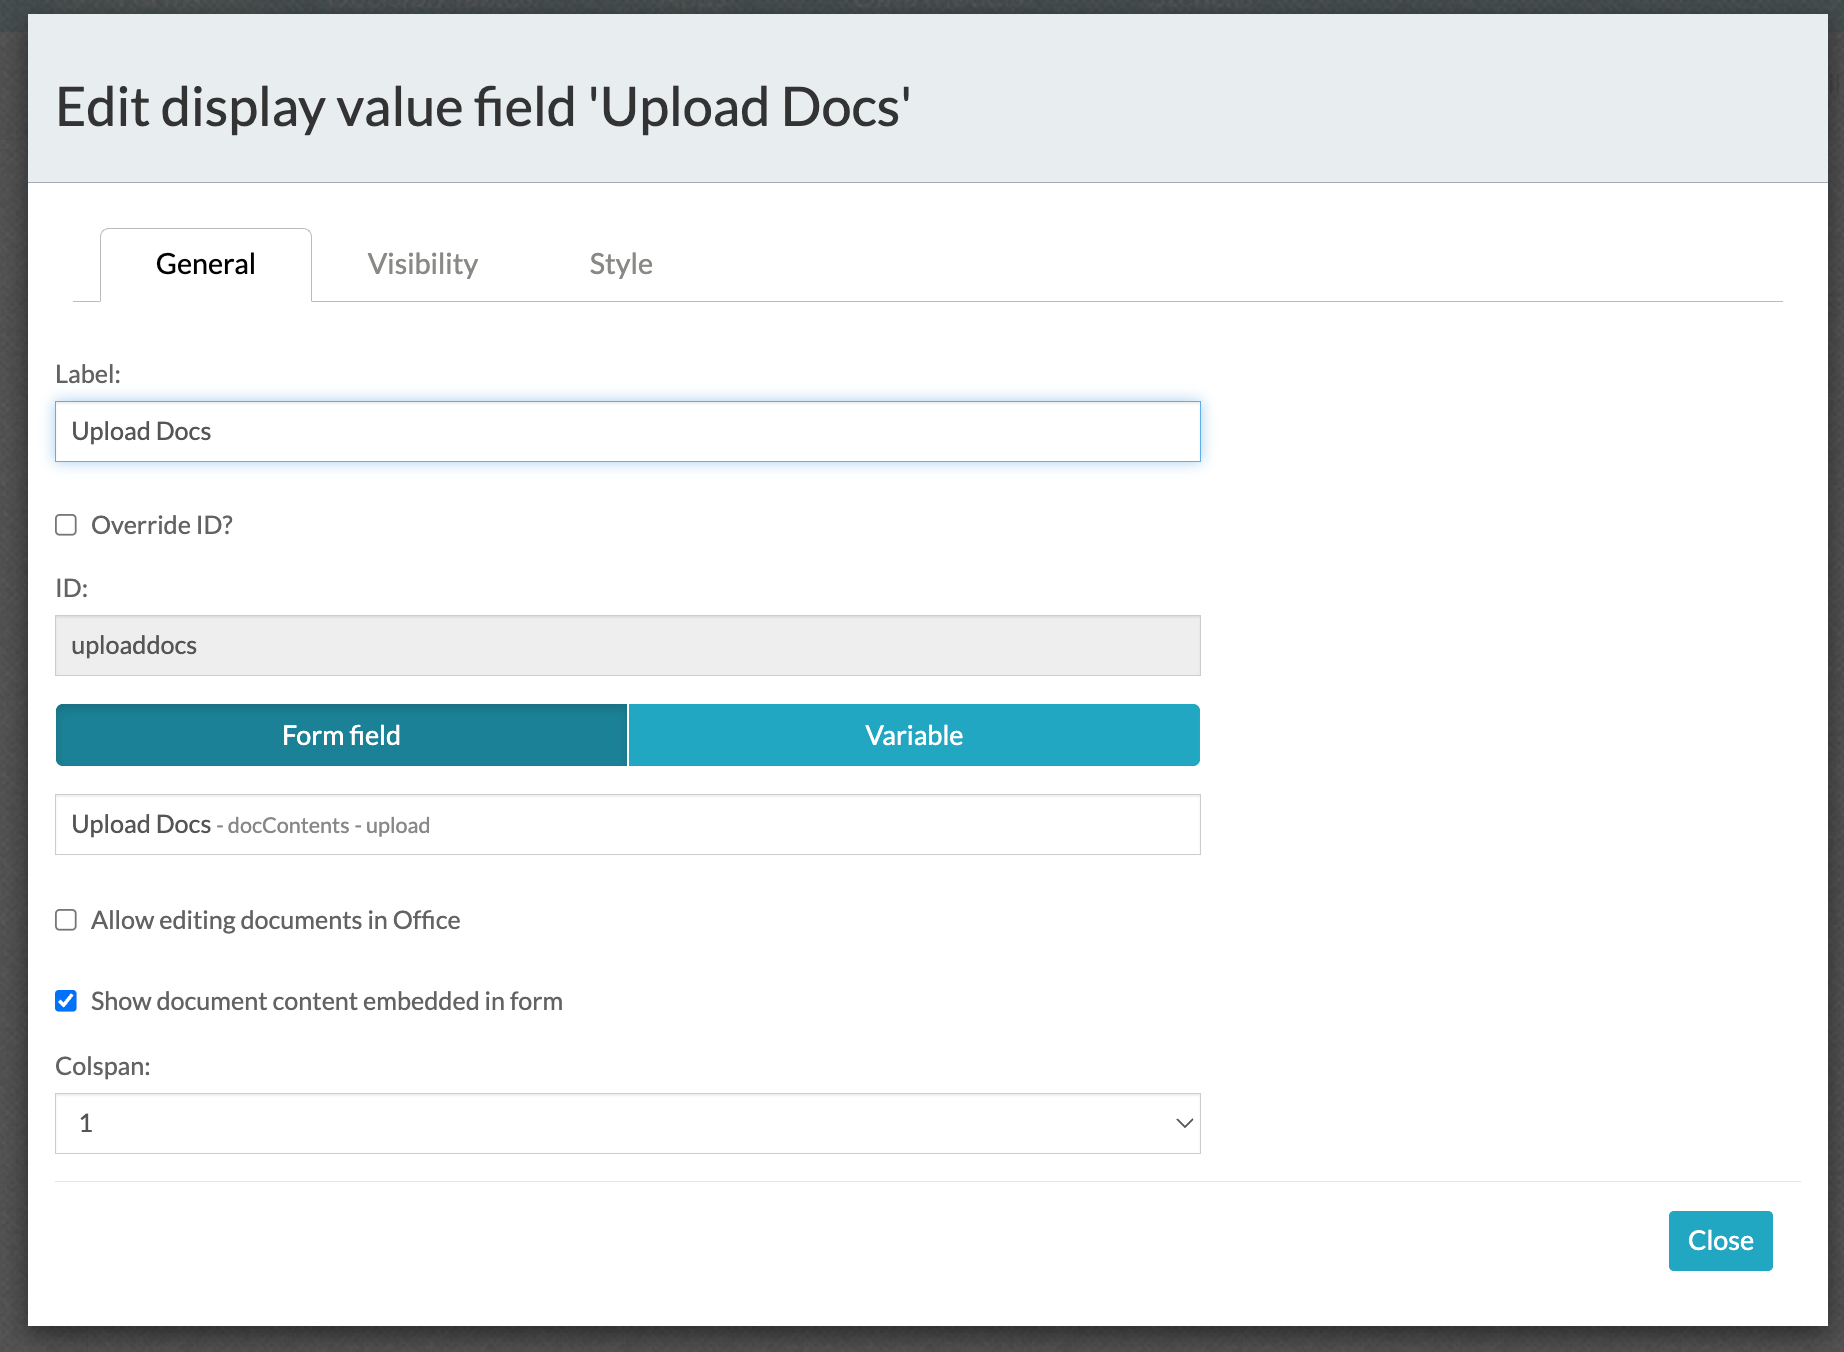 Edit display value field 'Upload Docs'
General
Visibility
Style
Label:
Upload Docs
Override ID?
ID:
uploaddocs
Form field
Variable
Upload Docs - docContents - upload
Allow editing documents in Office
Show document content embedded in form
Colspan:
1
Close